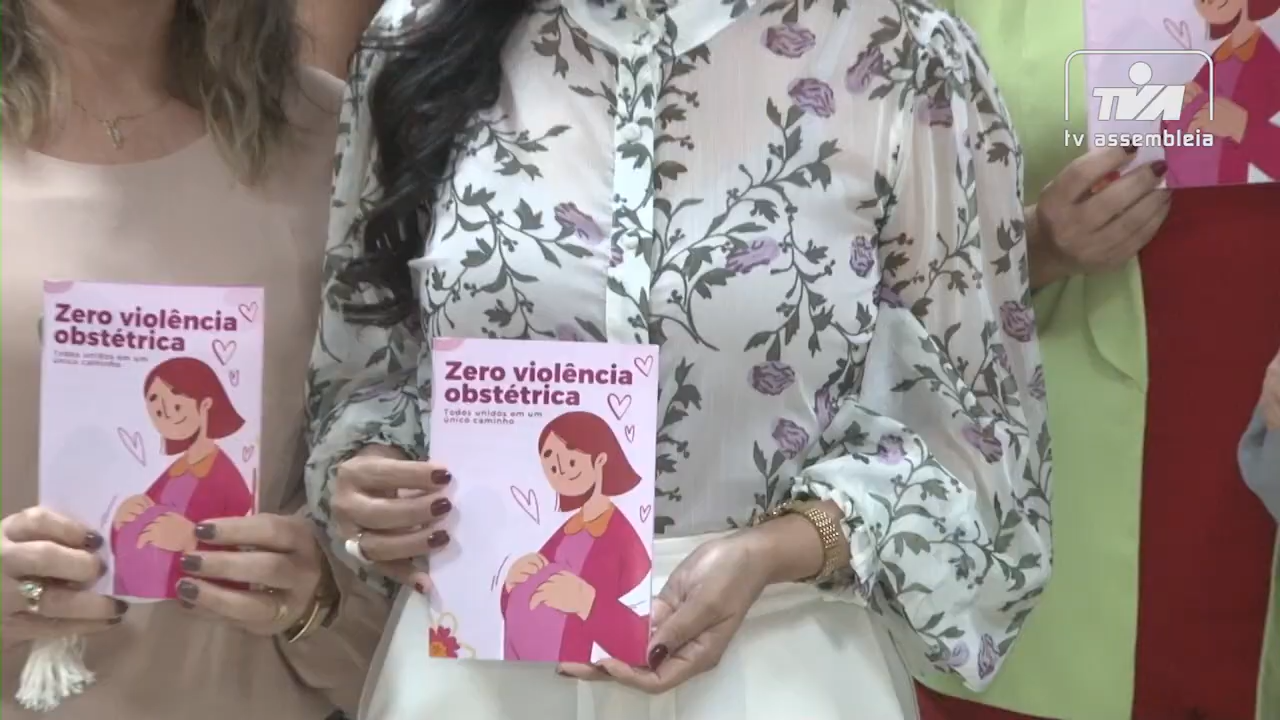 TVA
tv assembleia
Zero violência
obstétrica
Todos unidos em um
único caminho
Zero violência
obstétrica
Todos unidos em um
único caminho